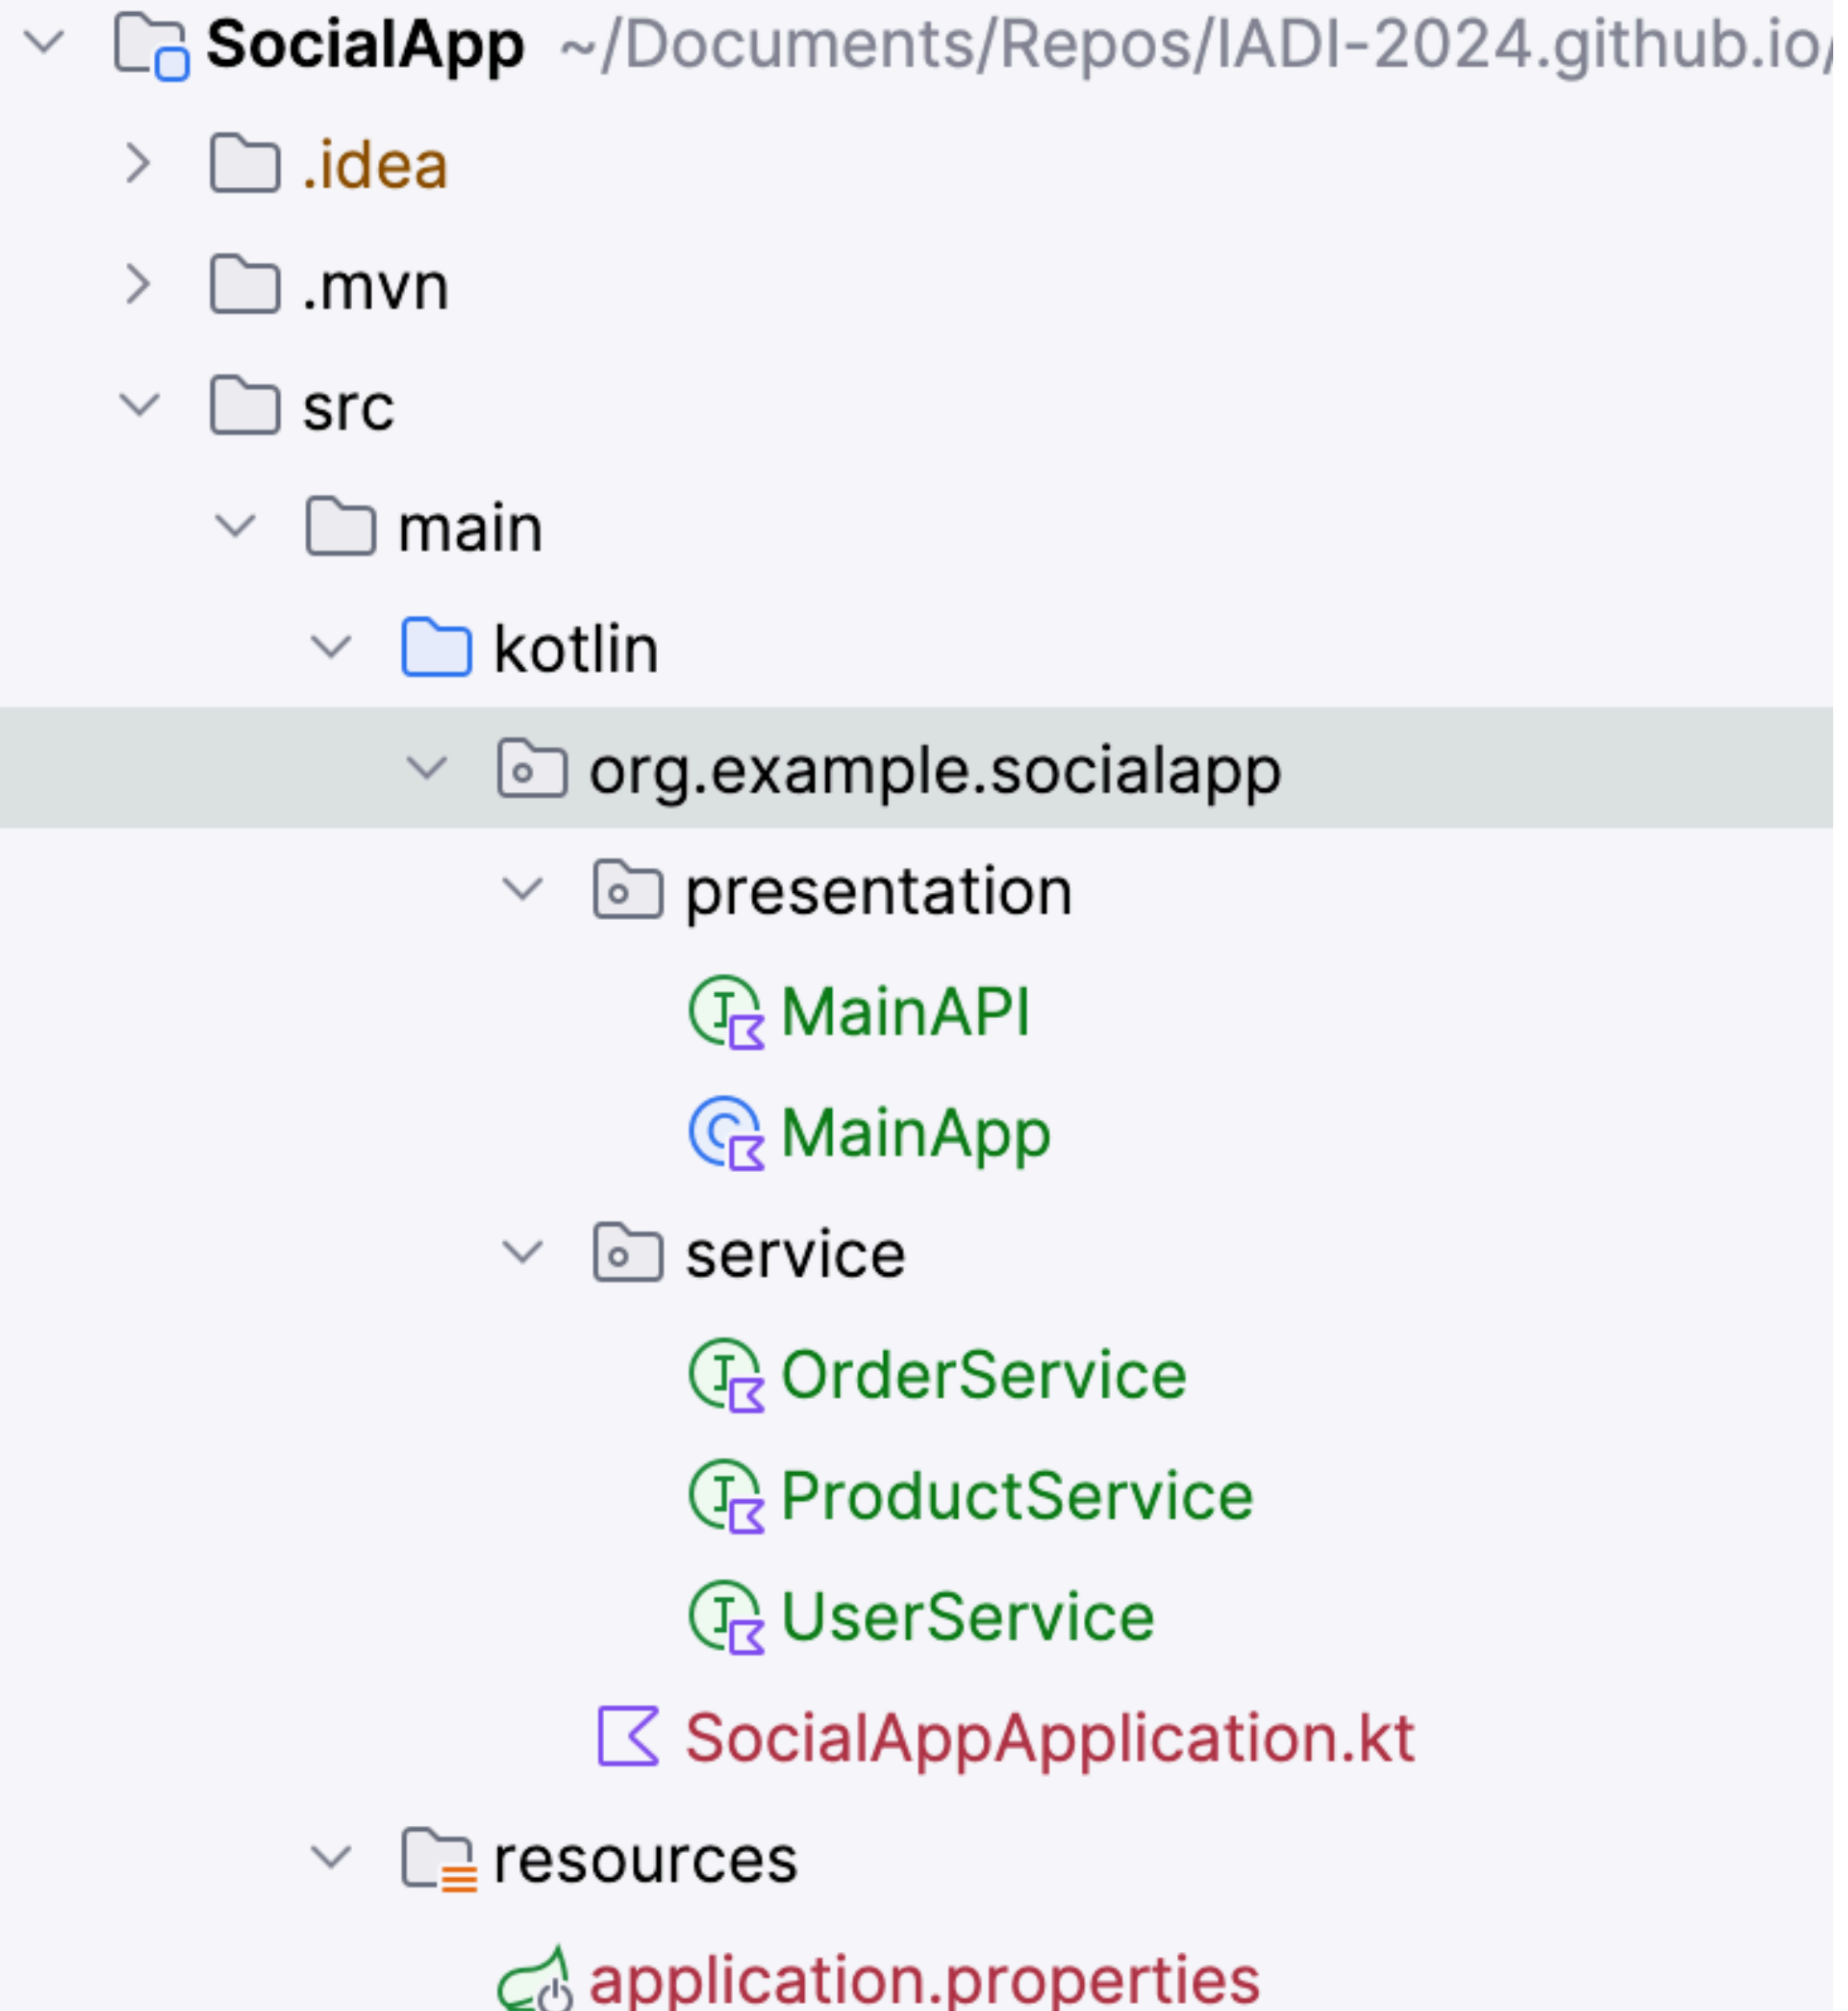 SocialApp ~/Documents/Repos/IADI-2024.github.io/
.idea
.mvn
src
main
kotlin
org.example.socialapp
presentation
MainAPI
MainApp
service
OrderService
ProductService
UserService
SocialAppApplication.kt
resources
application.properties